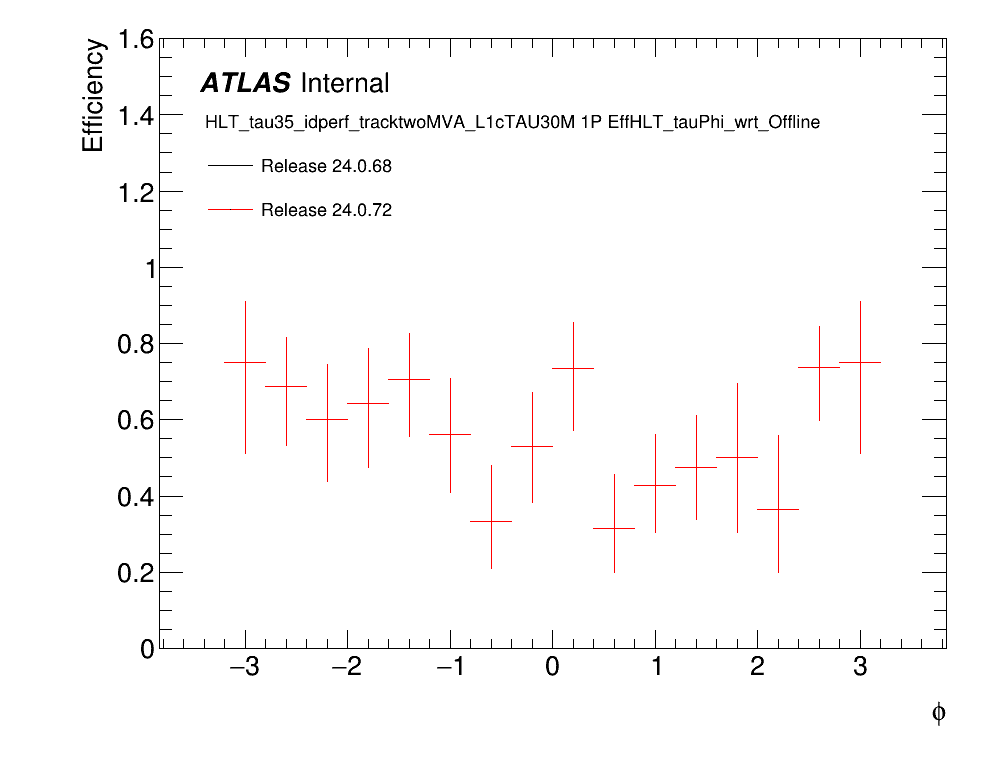 1.6
Efficiency
ATLAS Internal
1.4
HLT_tau35_idperf_tracktwoMVA_L1cTAU30M 1P EffHLT_tauPhi_wrt_Offline
Release 24.0.68
1.2
Release 24.0.72
1
0.8
0.6
0.4
0.2
0
−3 −2 −1 0 1 2 3
ϕ